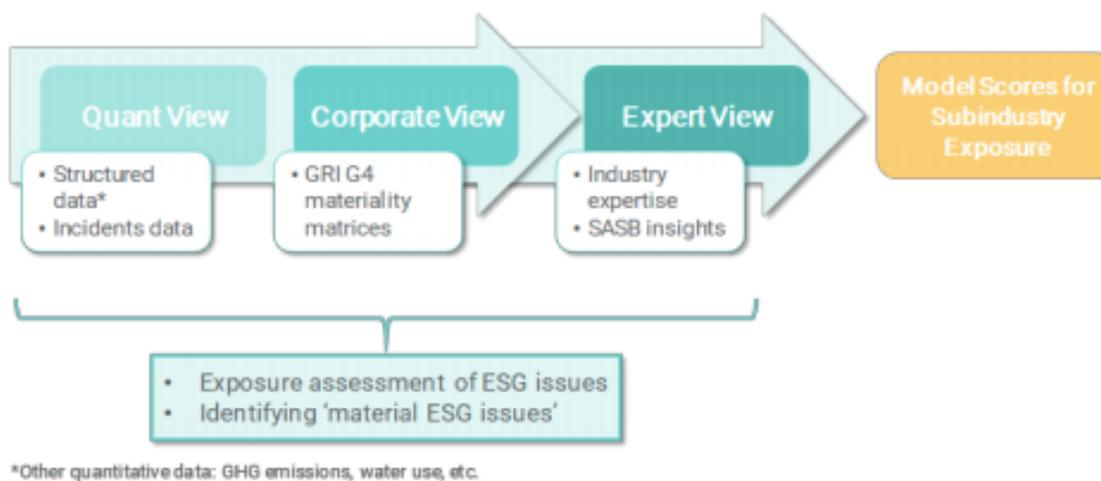 Quant View
Corporate View
Expert View
Model Scores for
Subindustry
Exposure
• Structured
data*
• Incidents data
• GRI G4
materiality
matrices
• Industry
expertise
• SASB insights
• Exposure assessment of ESG issues
• Identifying ‘material ESG issues’
*Other quantitative data: GHG emissions, water use, etc.